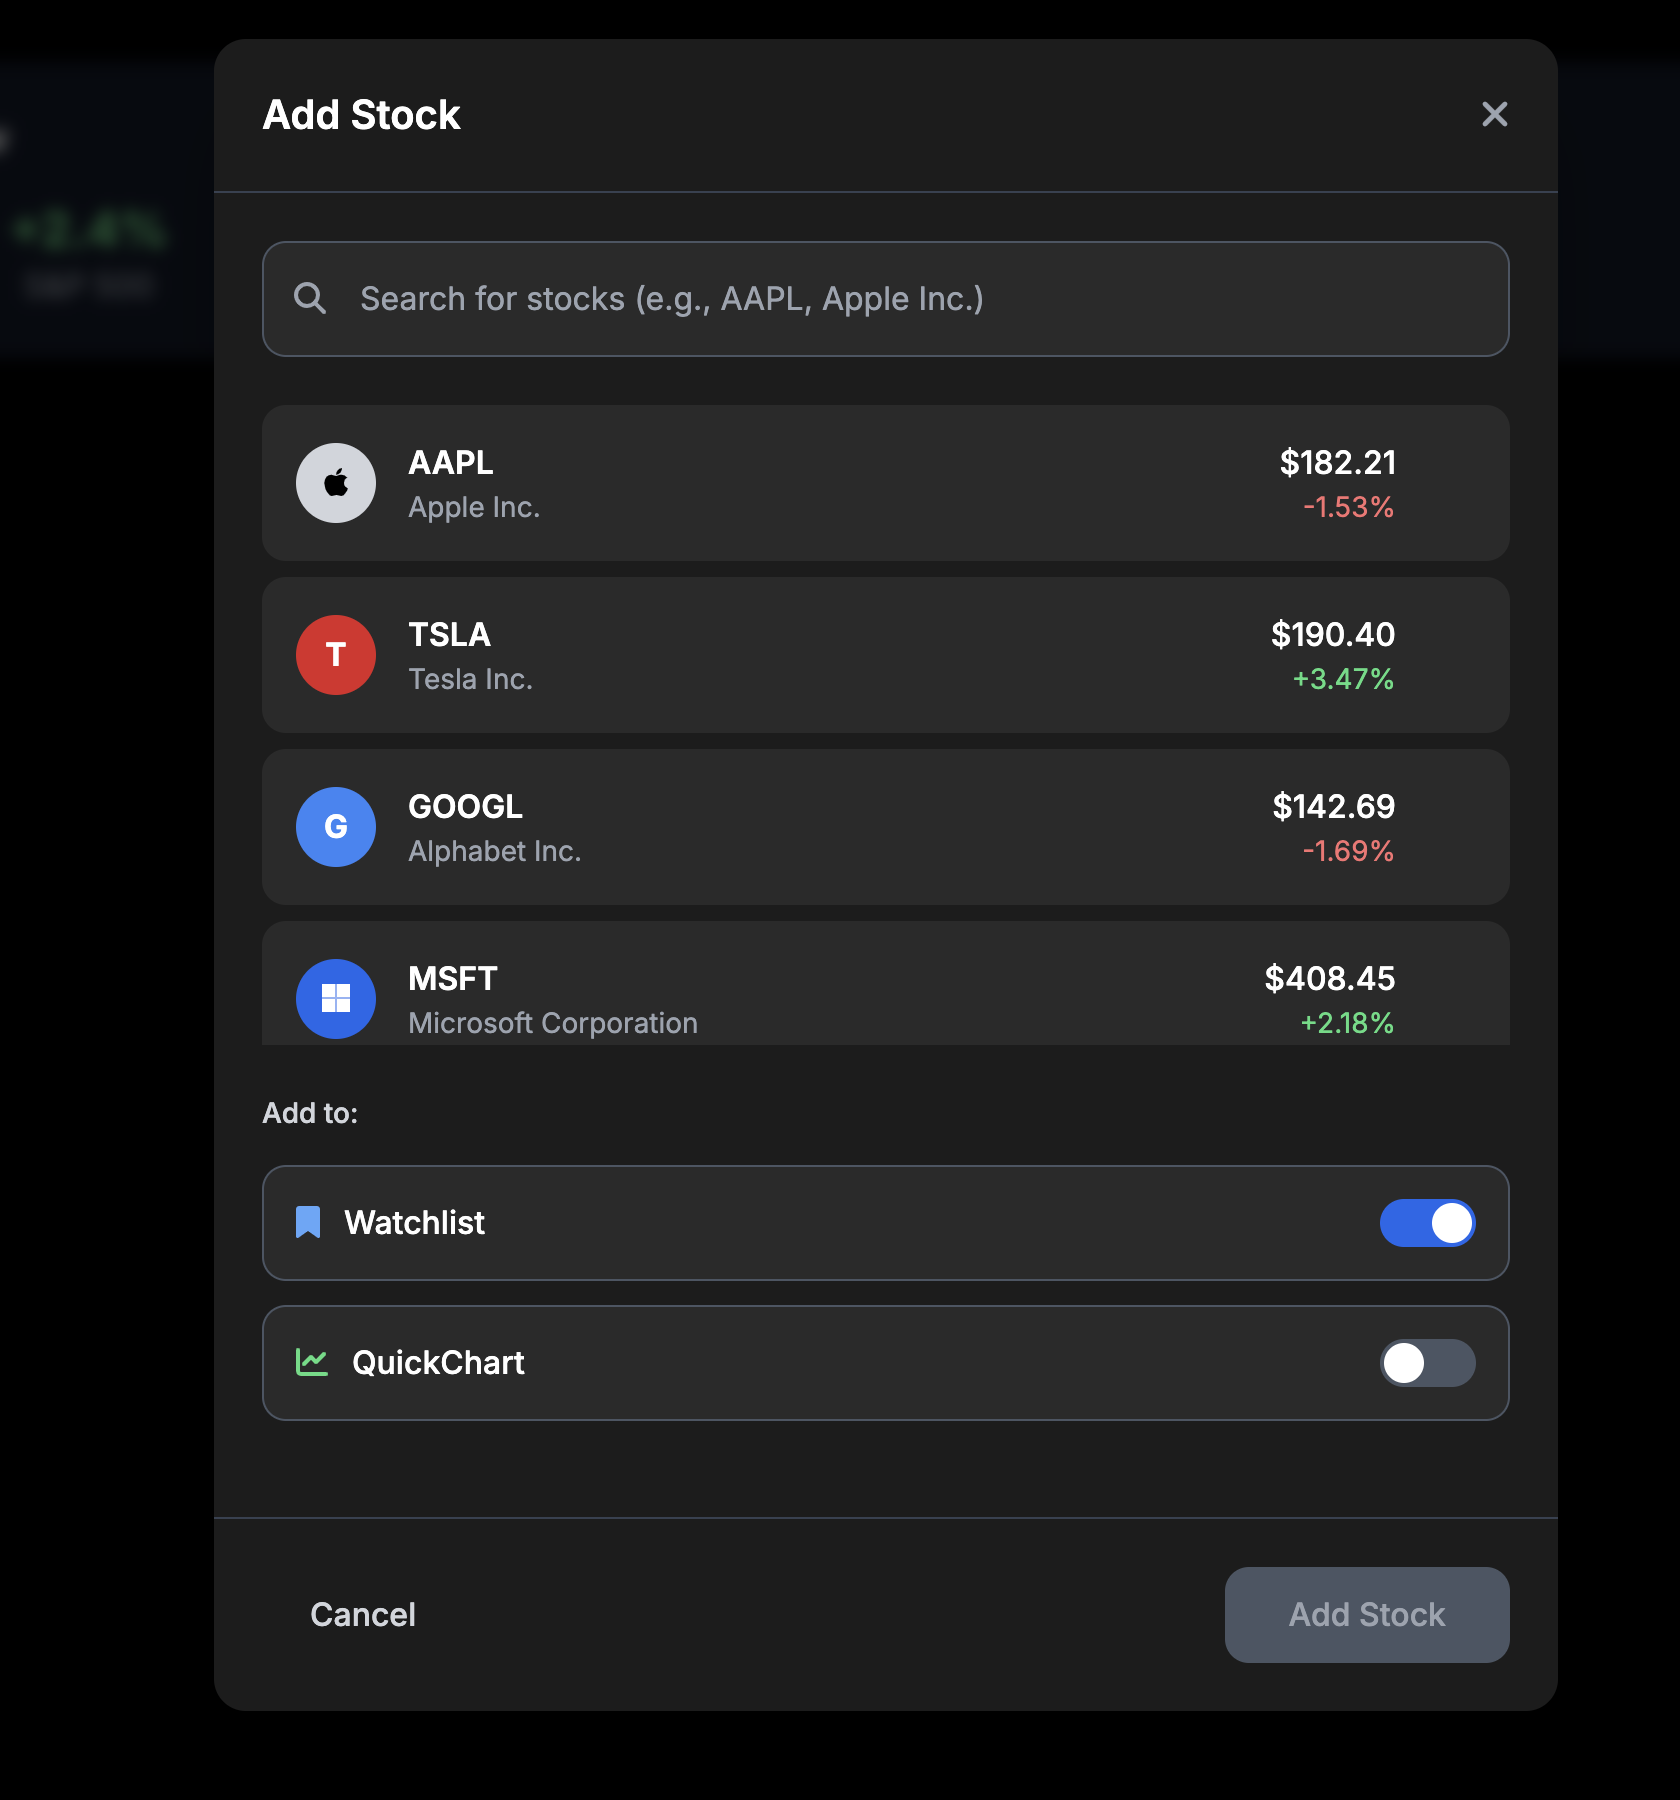 Add Stock
+2.4%
Search for stocks (e.g., AAPL, Apple Inc.)
AAPL
$182.21
Apple Inc.
-1.53%
T
TSLA
$190.40
Tesla Inc.
+3.47%
G
GOOGL
$142.69
Alphabet Inc.
-1.69%
MSFT
$408.45
Microsoft Corporation
+2.18%
Add to:
Watchlist
QuickChart
Cancel
Add Stock